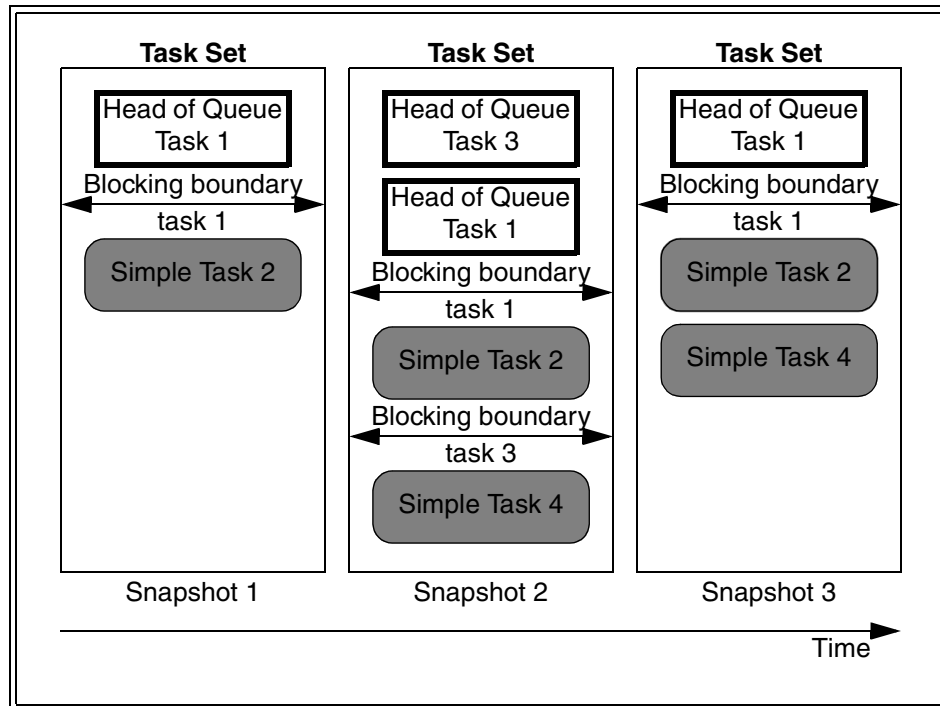 Task Set
Head of Queue
Task 1
Blocking boundary
task 1
Simple Task 2
Snapshot 1
Task Set
Head of Queue
Task 3
Head of Queue
Task 1
Blocking boundary
task 1
Simple Task 2
Blocking boundary
task 3
Simple Task 4
Snapshot 2
Task Set
Head of Queue
Task 1
Blocking boundary
task 1
Simple Task 2
Simple Task 4
Snapshot 3
Time